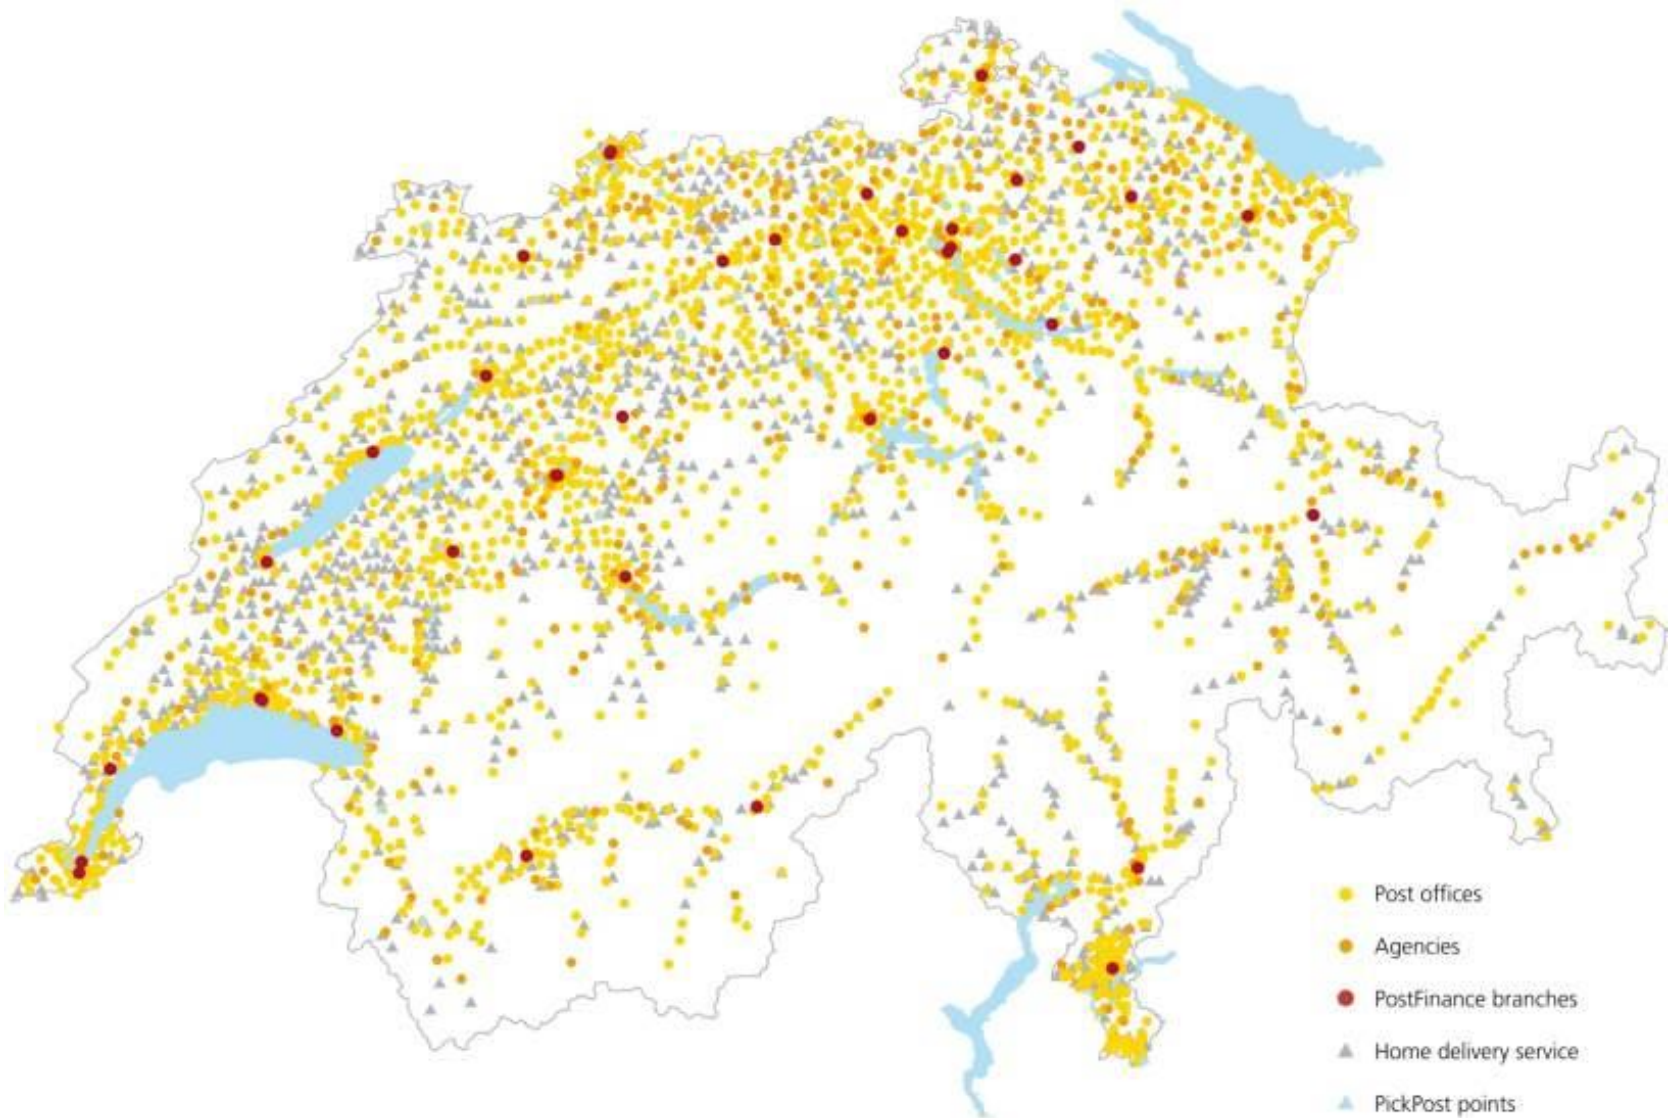 Post offices
Agencies
PostFinance branches
Home delivery service
PickPost points